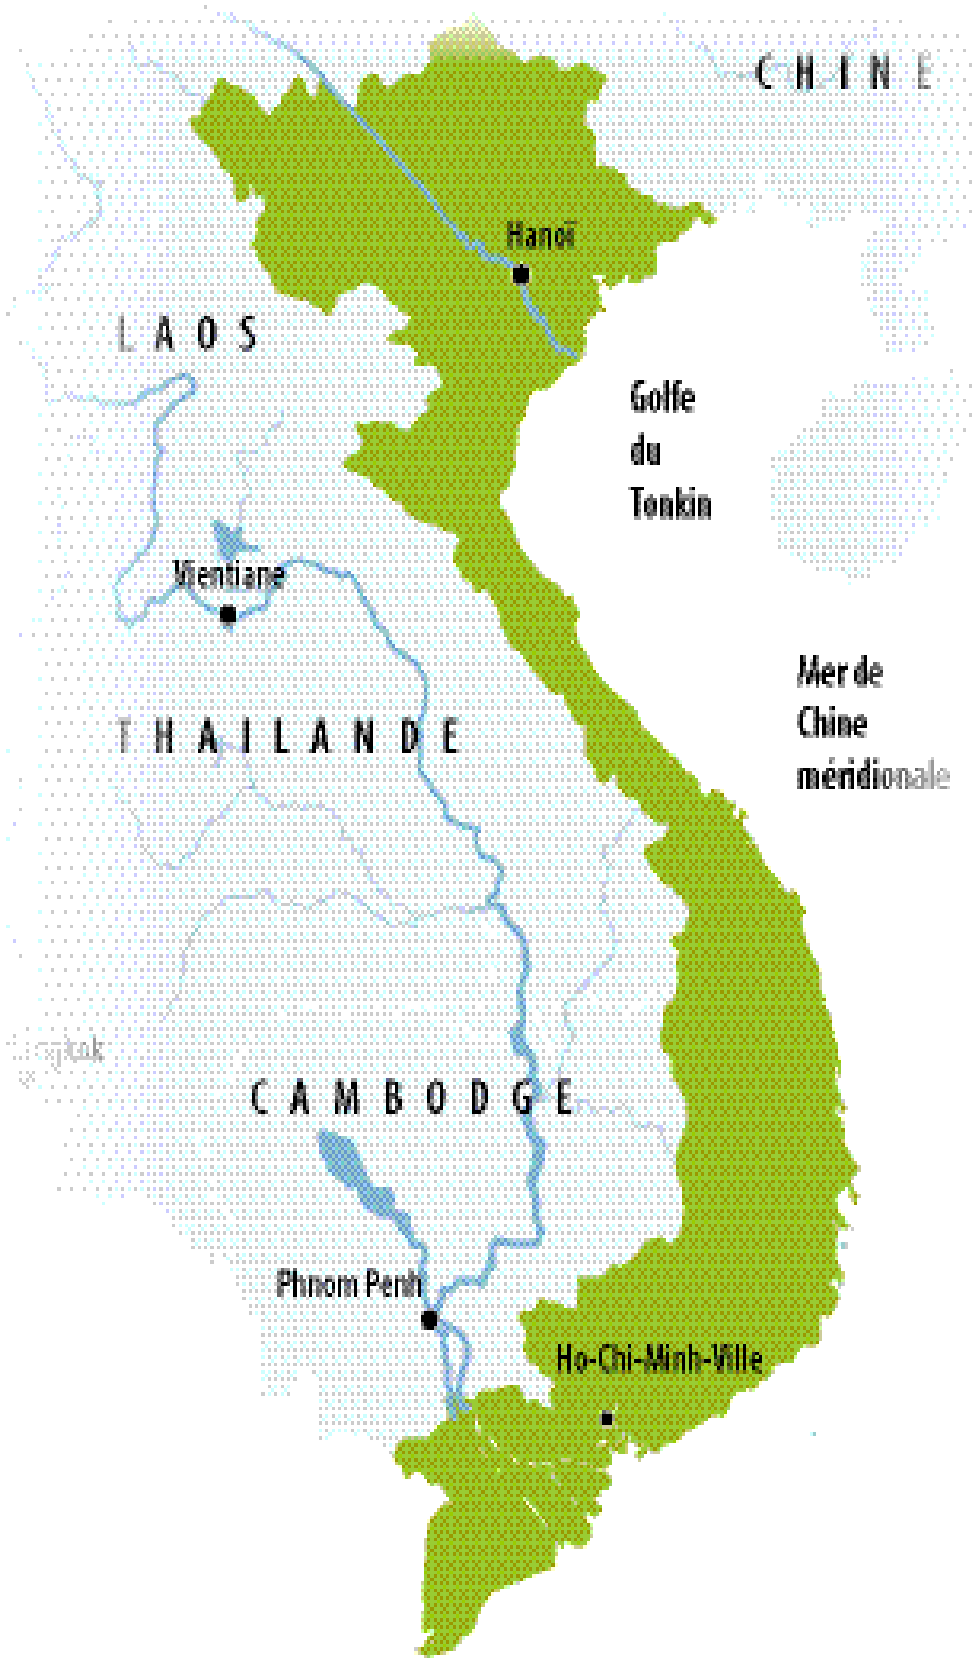 CHINE
Hanoï
LAOS
Golfe
du
Tonkin
Vientiane
Mer de
Chine
méridionale
THAILANDE
CAMBODGE
Phnom Penh
Ho-Chi-Minh-Ville